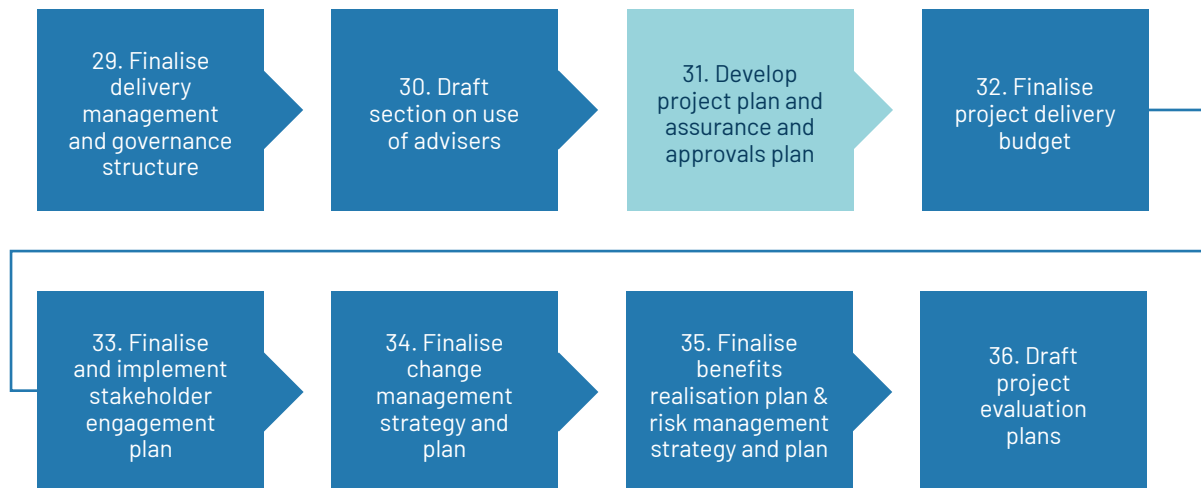 29. Finalise
delivery
management
and governance
structure
30. Draft
section on use
of advisers
31. Develop
project plan and
assurance and
approvals plan
32. Finalise
project delivery
budget
33. Finalise
and implement
stakeholder
engagement
plan
34. Finalise
change
management
strategy and
plan
35. Finalise
benefits
realisation plan &
risk management
strategy and plan
36. Draft
project
evaluation
plans